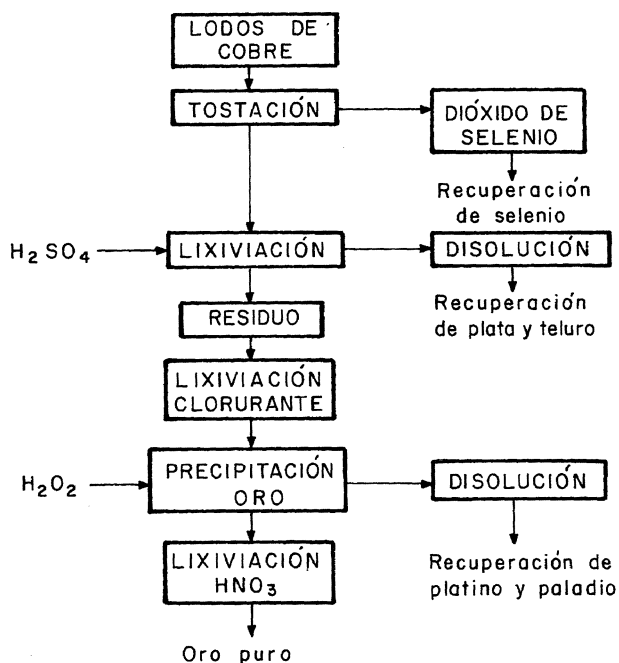 LODOS DE
COBRE
TOSTACIÓN
DIÓXIDO DE
SELENIO
Recuperación
de selenio
H₂SO₄
LIXIVIACIÓN
DISOLUCIÓN
Recuperación
de plata y teluro
RESIDUO
LIXIVIACIÓN
CLORURANTE
H₂O₂
PRECIPITACIÓN
ORO
DISOLUCIÓN
Recuperación de
platino y paladio
LIXIVIACIÓN
HNO₃
Oro puro